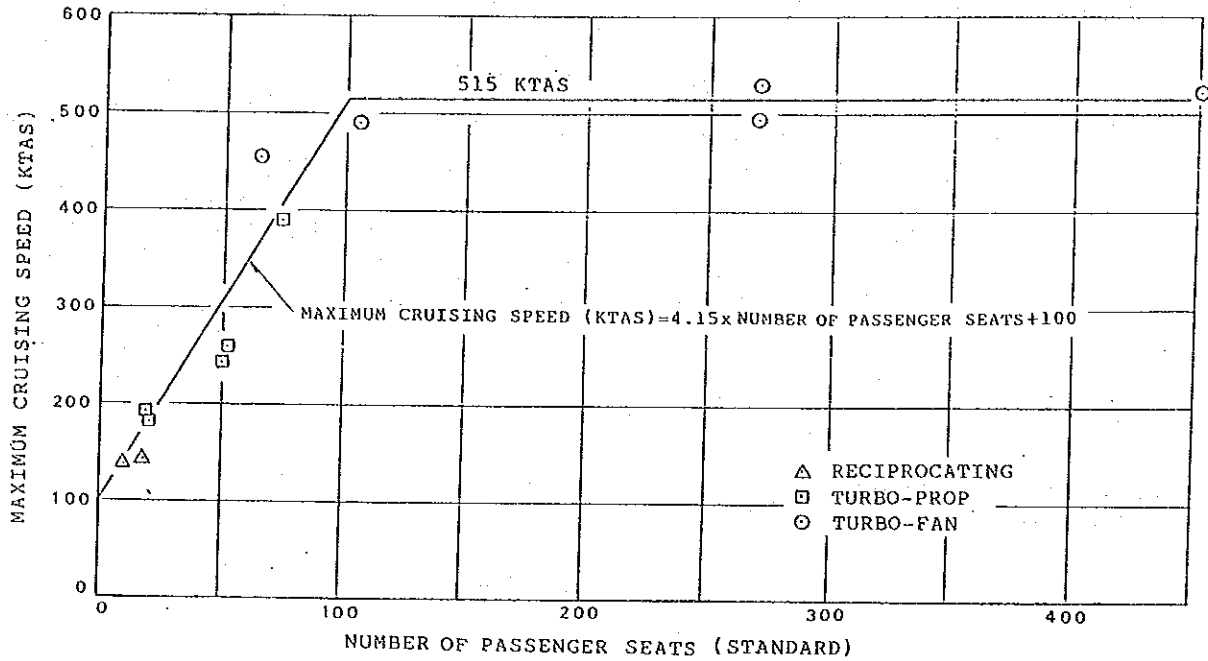 600
500
400
300
200
100
0
MAXIMUM CRUISING SPEED (KTAS)
515 KTAS
MAXIMUM CRUISING SPEED (KTAS)=4.15x NUMBER OF PASSENGER SEATS+100
RECIPROCATING
TURBO-PROP
TURBO-FAN
0 100 200 300 400
NUMBER OF PASSENGER SEATS (STANDARD)